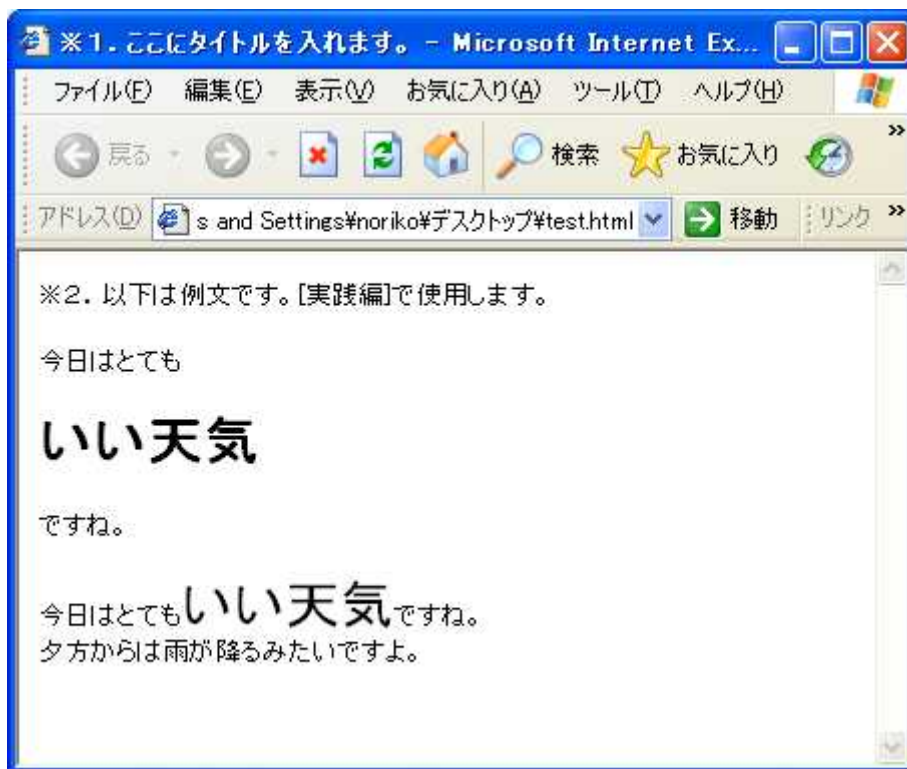 ※1. ここにタイトルを入れます。 - Microsoft Internet Ex...
ファイル(F) 編集(E) 表示(V) お気に入り(A) ツール(T) ヘルプ(H)
戻る 検索 お気に入り »
アドレス(D) s and Settings¥noriko¥デスクトップ¥test.html 移動 リンク »
※2. 以下は例文です。[実践編]で使用します。
今日はとても
いい天気
ですね。
今日はとてもいい天気ですね。
夕方からは雨が降るみたいですよ。